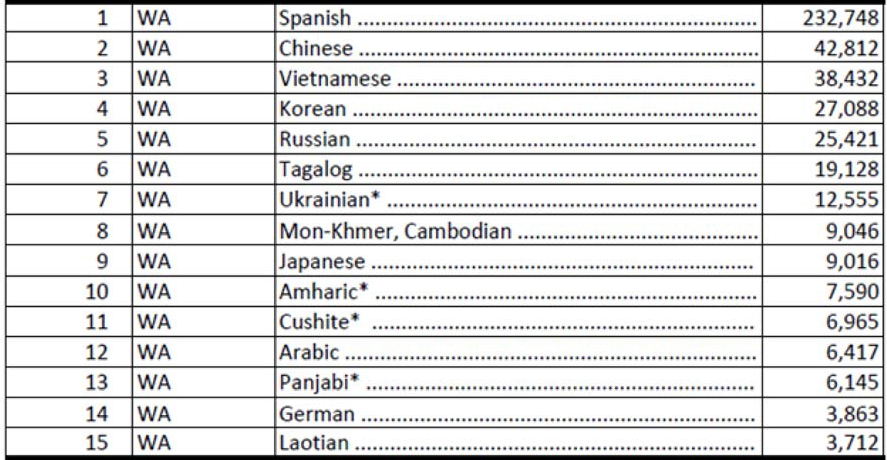 1 WA Spanish ........................................................................ 232,748
2 WA Chinese ........................................................................ 42,812
3 WA Vietnamese ................................................................. 38,432
4 WA Korean ......................................................................... 27,088
5 WA Russian ........................................................................ 25,421
6 WA Tagalog ........................................................................ 19,128
7 WA Ukrainian* ................................................................... 12,555
8 WA Mon-Khmer, Cambodian ........................................... 9,046
9 WA Japanese ...................................................................... 9,016
10 WA Amharic* ..................................................................... 7,590
11 WA Cushite* ...................................................................... 6,965
12 WA Arabic .......................................................................... 6,417
13 WA Panjabi* ....................................................................... 6,145
14 WA German ....................................................................... 3,863
15 WA Laotian ........................................................................ 3,712